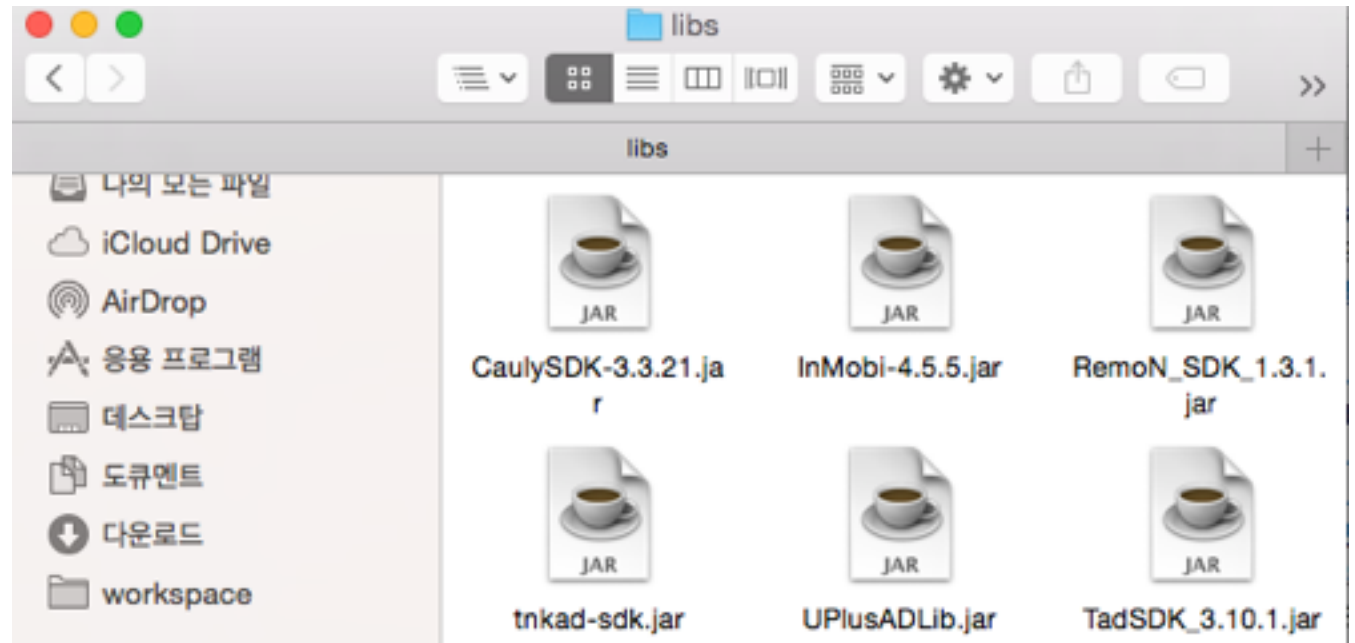 libs
libs
나의 모든 파일
iCloud Drive
AirDrop
응용 프로그램
데스크탑
도큐멘트
다운로드
workspace
JAR
JAR
JAR
CaulySDK-3.3.21.ja
r
InMobi-4.5.5.jar
RemoN_SDK_1.3.1.
jar
JAR
JAR
JAR
tnkad-sdk.jar
UPlusADLib.jar
TadSDK_3.10.1.jar